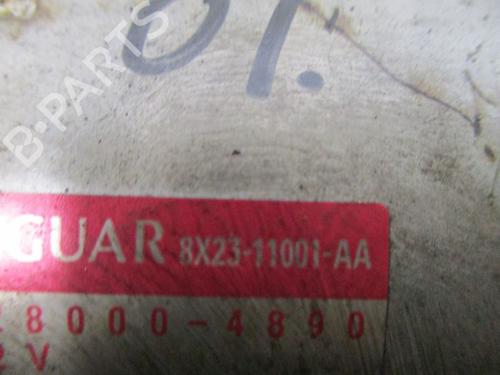 01.
B-PARTS
GUAR 8X23-11001-AA
28000-4890
2V